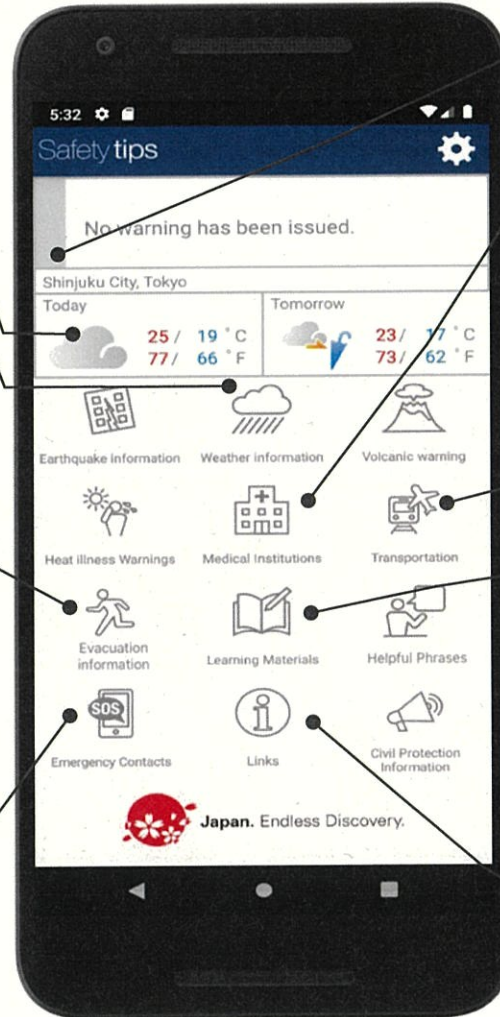 5:32
Safety tips
No warning has been issued.
Shinjuku City, Tokyo
Today
25/ 19 °C
77/ 66 °F
Tomorrow
23/ 17 °C
73/ 62 °F
Earthquake information
Weather information
Volcanic warning
Heat illness Warnings
Medical Institutions
Transportation
Evacuation
information
Learning Materials
Helpful Phrases
SOS
Emergency Contacts
Links
Civil Protection
Information
Japan. Endless Discovery.